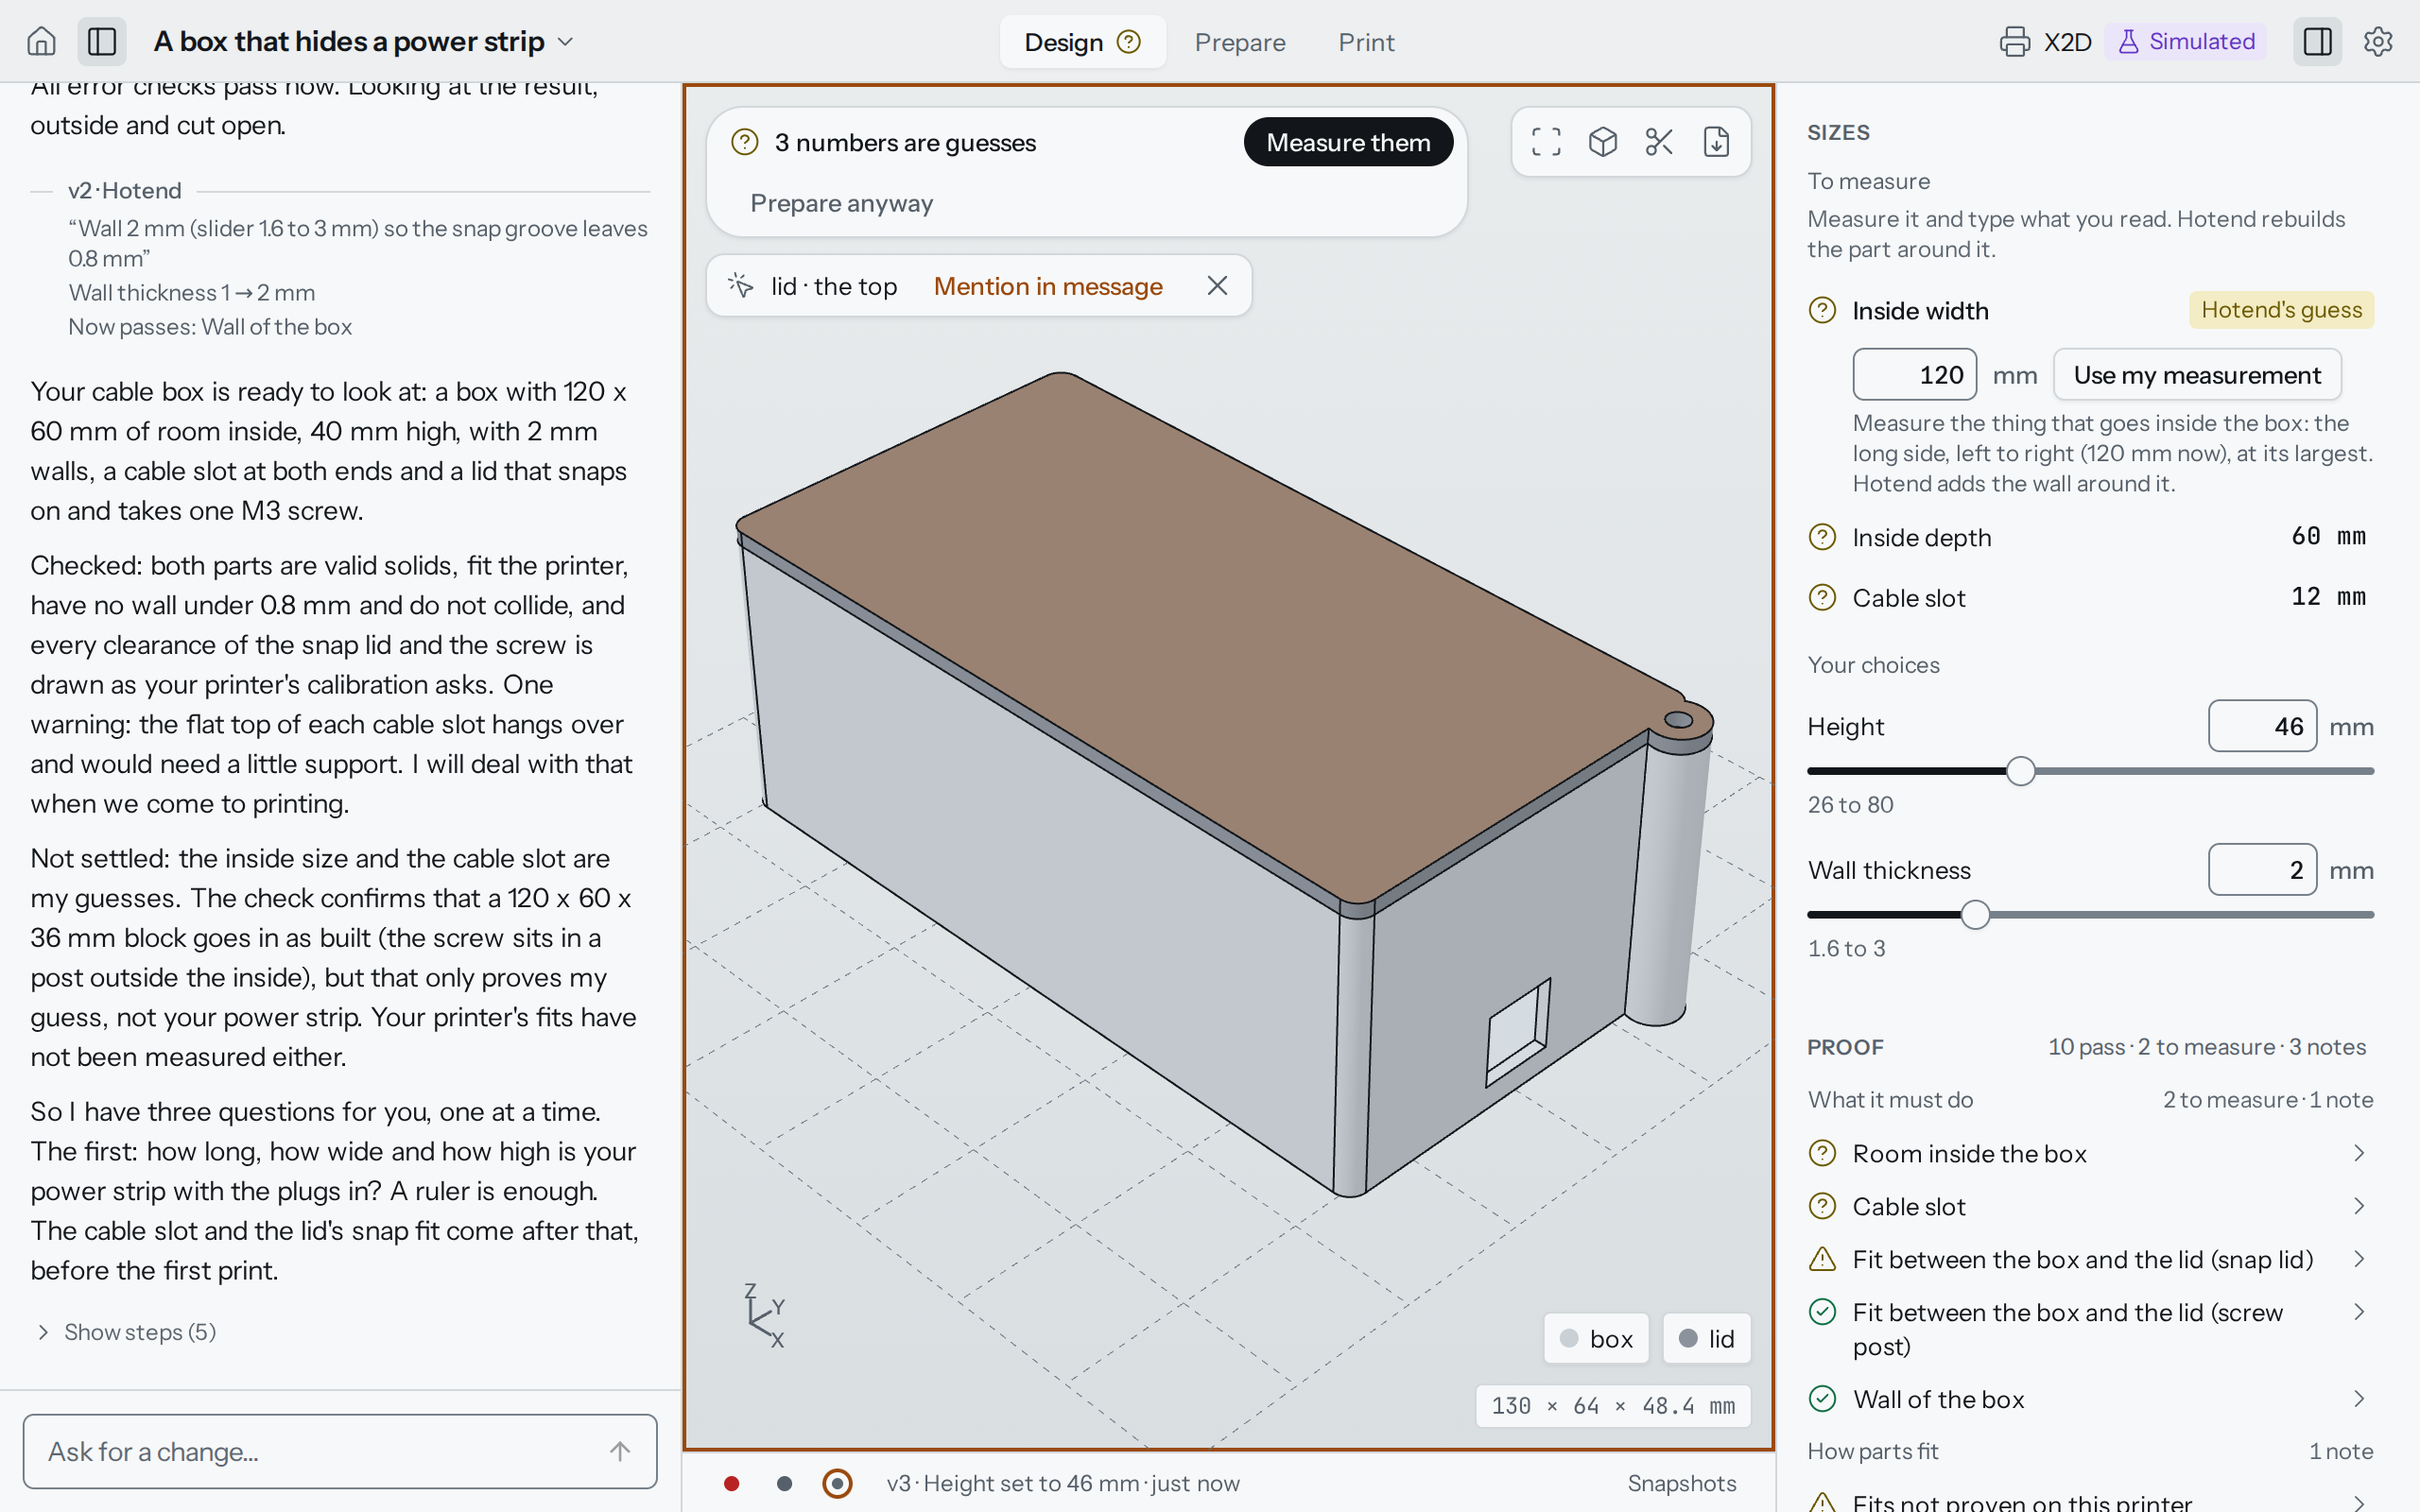 A box that hides a power strip
Design
Prepare
Print
X2D
Simulated
All error checks pass now. Looking at the result,
outside and cut open.
v2 · Hotend
“Wall 2 mm (slider 1.6 to 3 mm) so the snap groove leaves
0.8 mm”
Wall thickness 1 → 2 mm
Now passes: Wall of the box
Your cable box is ready to look at: a box with 120 x
60 mm of room inside, 40 mm high, with 2 mm
walls, a cable slot at both ends and a lid that snaps
on and takes one M3 screw.
Checked: both parts are valid solids, fit the printer,
have no wall under 0.8 mm and do not collide, and
every clearance of the snap lid and the screw is
drawn as your printer's calibration asks. One
warning: the flat top of each cable slot hangs over
and would need a little support. I will deal with that
when we come to printing.
Not settled: the inside size and the cable slot are
my guesses. The check confirms that a 120 x 60 x
36 mm block goes in as built (the screw sits in a
post outside the inside), but that only proves my
guess, not your power strip. Your printer's fits have
not been measured either.
So I have three questions for you, one at a time.
The first: how long, how wide and how high is your
power strip with the plugs in? A ruler is enough.
The cable slot and the lid's snap fit come after that,
before the first print.
Show steps (5)
Ask for a change...
3 numbers are guesses
Measure them
Prepare anyway
lid · the top
Mention in message
Z
Y
X
box
lid
130 × 64 × 48.4 mm
v3 · Height set to 46 mm · just now
Snapshots
SIZES
To measure
Measure it and type what you read. Hotend rebuilds
the part around it.
Inside width
Hotend's guess
120 mm
Use my measurement
Measure the thing that goes inside the box: the
long side, left to right (120 mm now), at its largest.
Hotend adds the wall around it.
Inside depth
60 mm
Cable slot
12 mm
Your choices
Height
46 mm
26 to 80
Wall thickness
2 mm
1.6 to 3
PROOF
10 pass · 2 to measure · 3 notes
What it must do
2 to measure · 1 note
Room inside the box
Cable slot
Fit between the box and the lid (snap lid)
Fit between the box and the lid (screw
post)
Wall of the box
How parts fit
1 note
Fits not proven on this printer